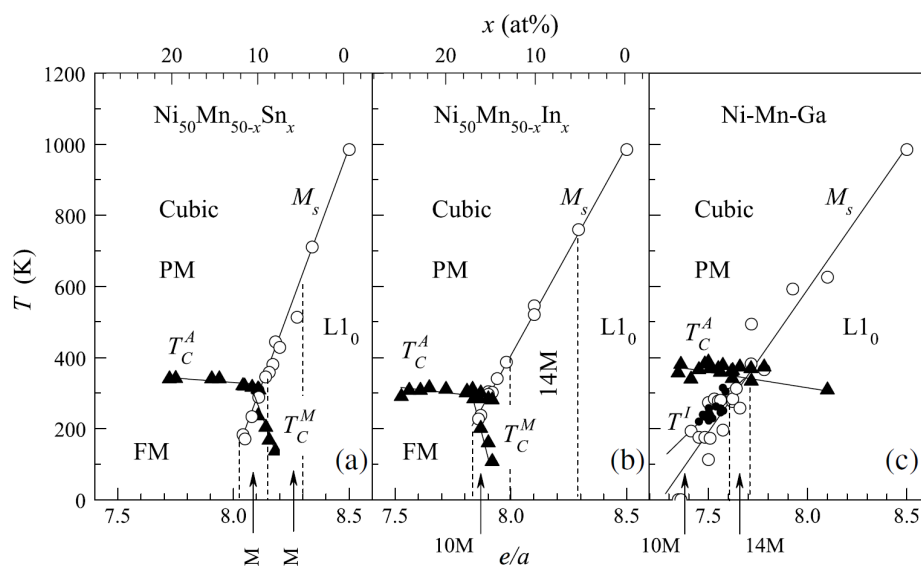 x (at%)
20 10 0
20 10 0
1200
1000
800
600
400
200
0
T (K)
Ni50Mn50-xSnx
Cubic
PM
Ms
L10
TCA
TCM
FM
(a)
Ni50Mn50-xInx
Cubic
PM
Ms
L10
14M
TCA
TCM
FM
(b)
Ni-Mn-Ga
Cubic
PM
Ms
L10
TCA
TI
(c)
7.5 8.0 8.5
7.5 8.0 8.5
7.5 8.0 8.5
M
M
10M
e/a
10M
14M